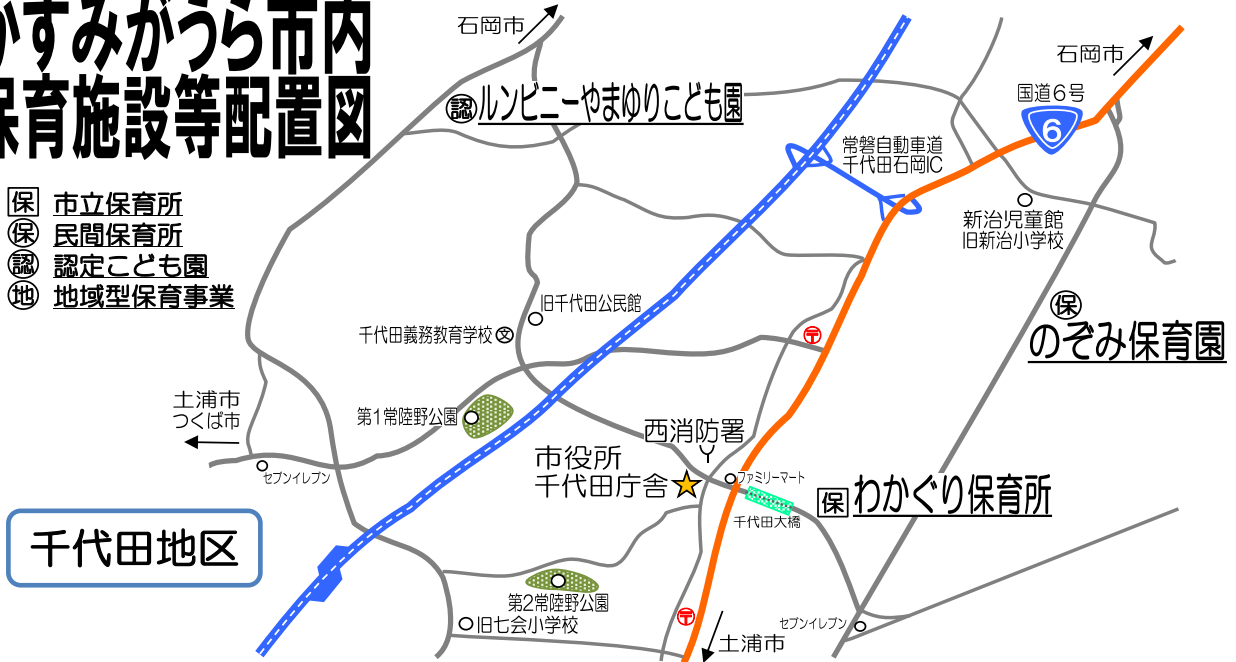 かすみがうら市内
保育施設等配置図
保 市立保育所
保 民間保育所
認 認定こども園
地 地域型保育事業
石岡市
認 ルンビニーやまゆりこども園
石岡市
国道6号
6
常磐自動車道
千代田石岡IC
新治児童館
旧新治小学校
旧千代田公民館
千代田義務教育学校 文
〒
保
のぞみ保育園
土浦市
つくば市
第1常陸野公園
西消防署
セブンイレブン
市役所
千代田庁舎
ファミリーマート
保 わかぐり保育所
千代田大橋
千代田地区
第2常陸野公園
旧七会小学校
〒
土浦市
セブンイレブン